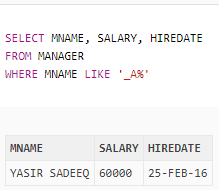 SELECT MNAME, SALARY, HIREDATE
FROM MANAGER
WHERE MNAME LIKE '_A%'
MNAME SALARY HIREDATE
YASIR SADEEQ 60000 25-FEB-16